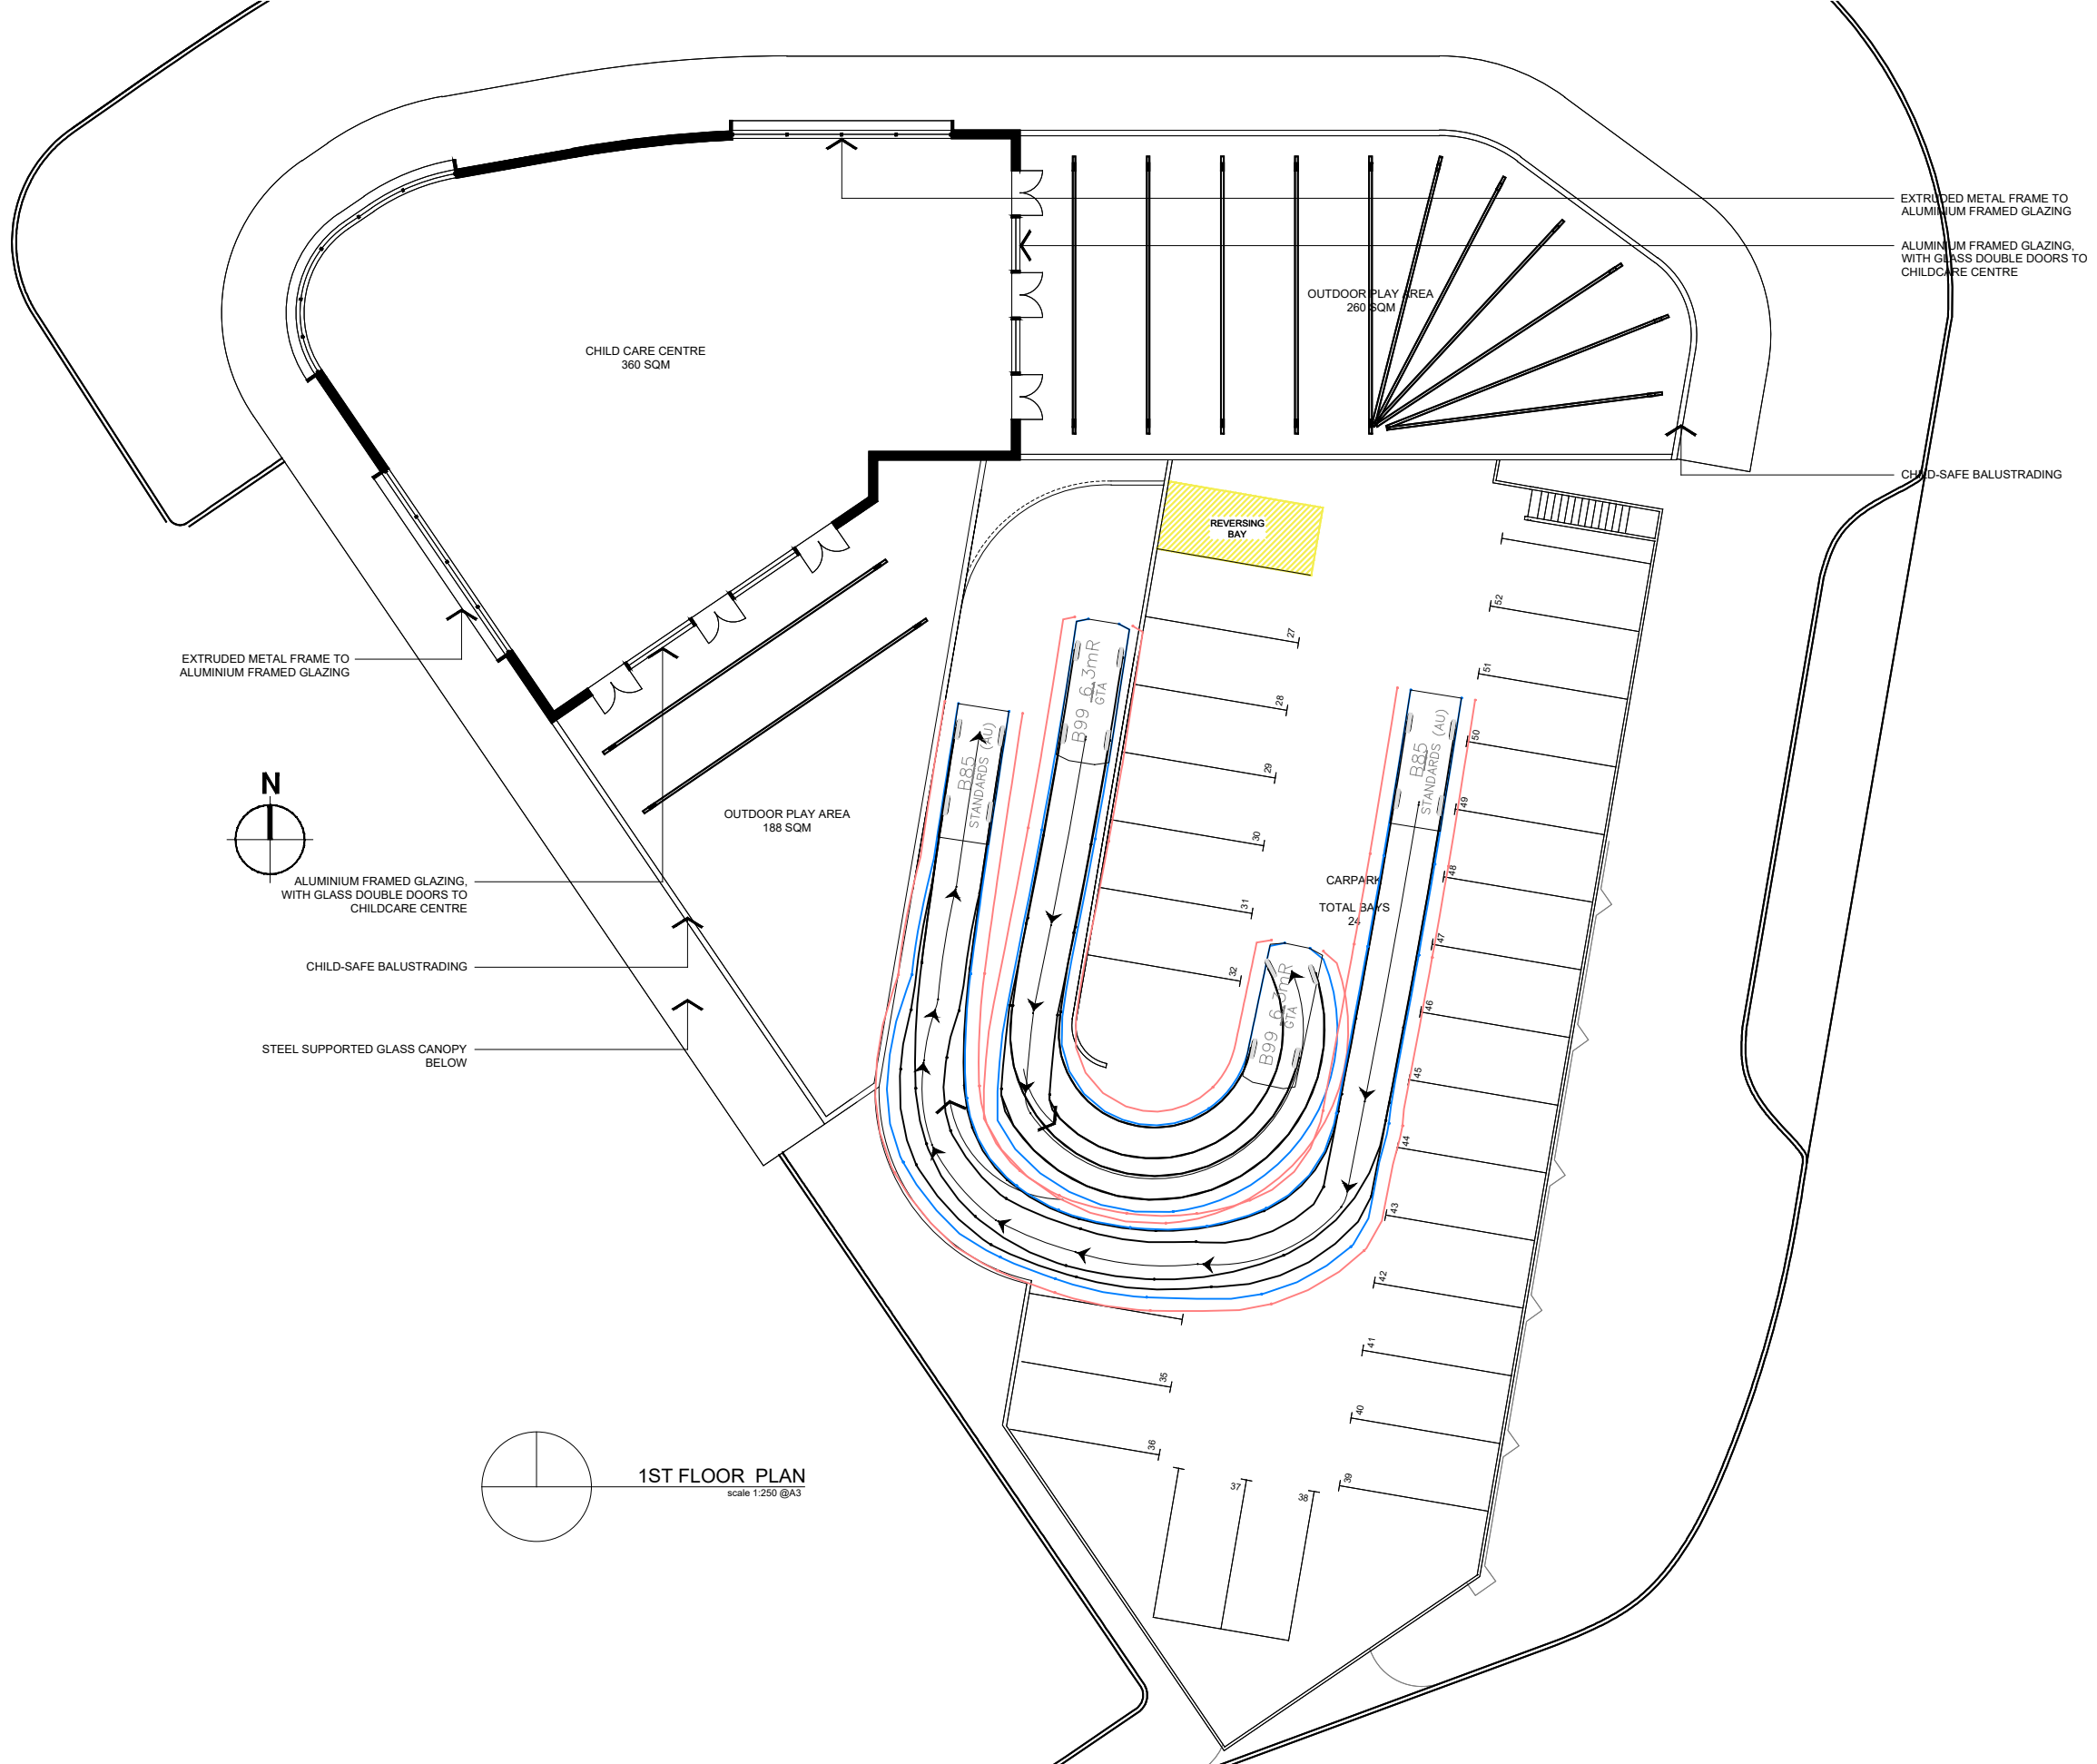 EXTRUDED METAL FRAME TO
ALUMINIUM FRAMED GLAZING
ALUMINIUM FRAMED GLAZING,
WITH GLASS DOUBLE DOORS TO
CHILDCARE CENTRE
OUTDOOR PLAY AREA
260 SQM
CHILD CARE CENTRE
360 SQM
CHILD-SAFE BALUSTRADING
REVERSING
BAY
EXTRUDED METAL FRAME TO
ALUMINIUM FRAMED GLAZING
N
OUTDOOR PLAY AREA
188 SQM
ALUMINIUM FRAMED GLAZING,
WITH GLASS DOUBLE DOORS TO
CHILDCARE CENTRE
CHILD-SAFE BALUSTRADING
STEEL SUPPORTED GLASS CANOPY
BELOW
B85
STANDARDS (AU)
B99 6.3mR
GTA
B85
STANDARDS (AU)
B99 6.3mR
GTA
CARPARK
TOTAL BAYS
24
27
28
29
30
31
32
52
51
50
49
48
47
46
45
44
43
42
41
40
39
35
36
37
38
1ST FLOOR PLAN
scale 1:250 @A3